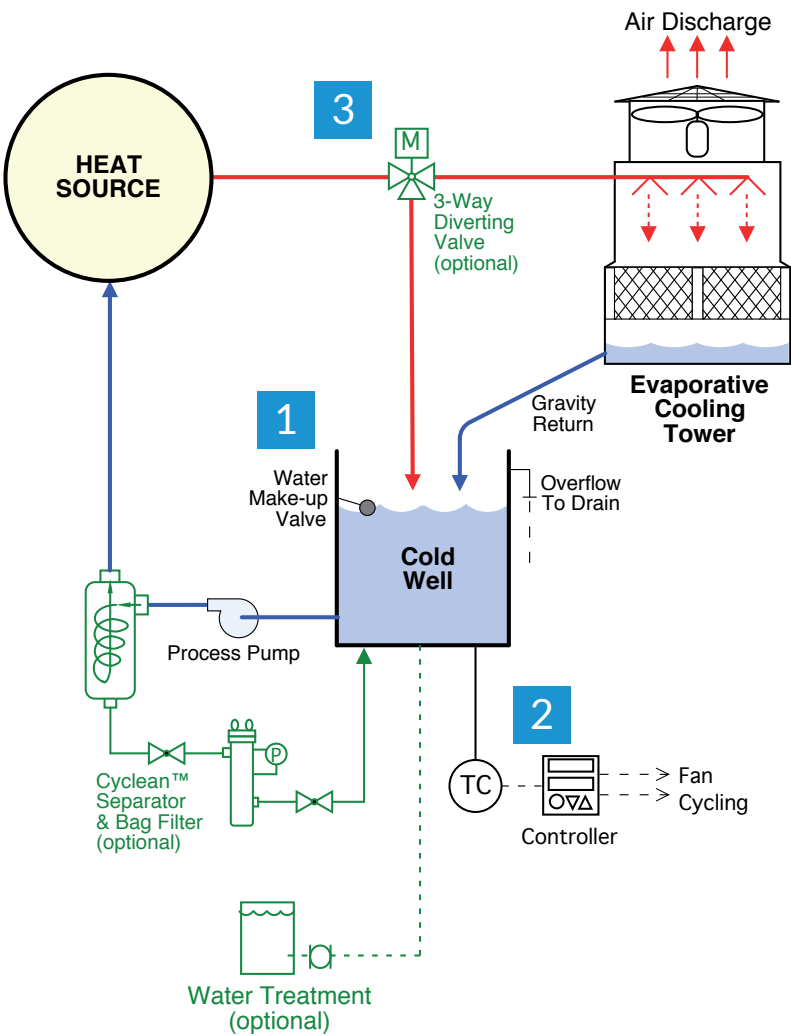 Air Discharge
3
M
HEAT
SOURCE
3-Way
Diverting
Valve
(optional)
Evaporative
Cooling
Tower
Gravity
Return
1
Water
Make-up
Valve
Overflow
To Drain
Cold
Well
Process Pump
2
P
Cyclean™
Separator
& Bag Filter
(optional)
TC
Fan
Cycling
Controller
Water Treatment
(optional)